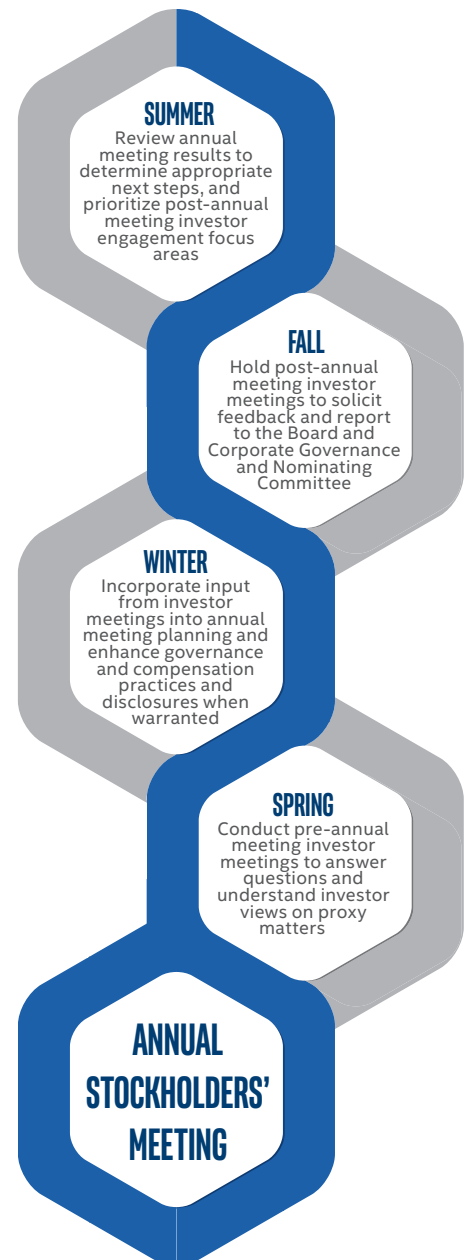 SUMMER
Review annual
meeting results to
determine appropriate
next steps, and
prioritize post-annual
meeting investor
engagement focus
areas
FALL
Hold post-annual
meeting investor
meetings to solicit
feedback and report
to the Board and
Corporate Governance
and Nominating
Committee
WINTER
Incorporate input
from investor
meetings into annual
meeting planning and
enhance governance
and compensation
practices and
disclosures when
warranted
SPRING
Conduct pre-annual
meeting investor
meetings to answer
questions and
understand investor
views on proxy
matters
ANNUAL
STOCKHOLDERS’
MEETING